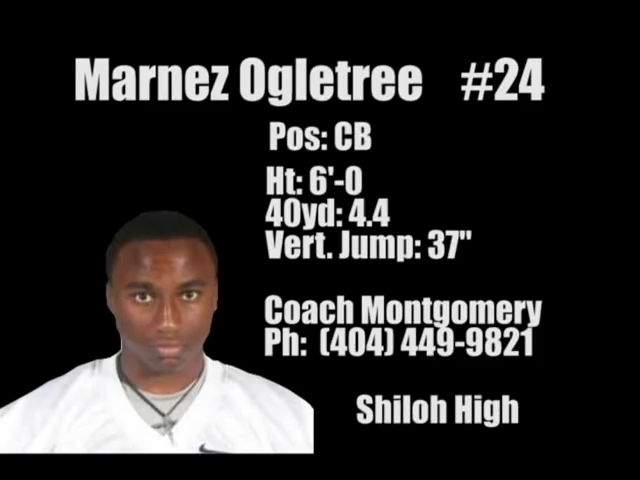 Marnez Ogletree #24
Pos: CB
Ht: 6'-0
40yd: 4.4
Vert. Jump: 37"
Coach Montgomery
Ph: (404) 449-9821
Shiloh High